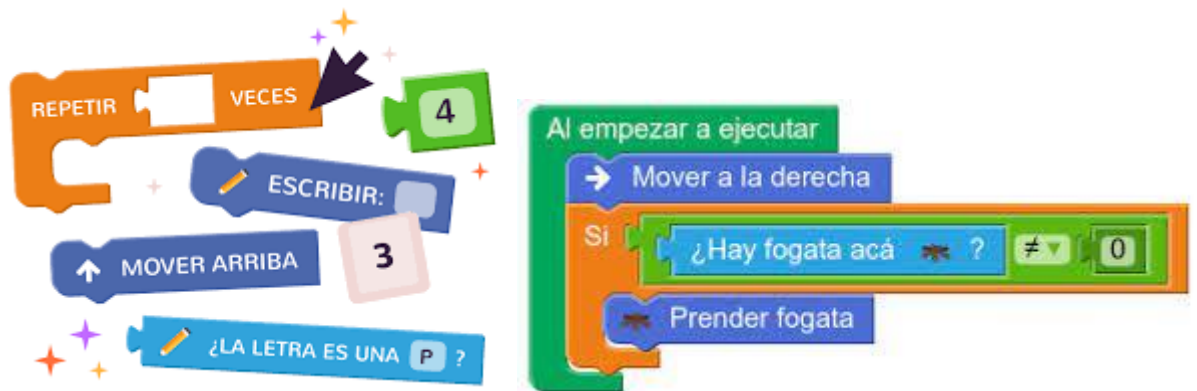 REPETIR VECES
4
ESCRIBIR:
MOVER ARRIBA
3
¿LA LETRA ES UNA P ?
Al empezar a ejecutar
Mover a la derecha
Si ¿Hay fogata acá ? ≠ 0
Prender fogata